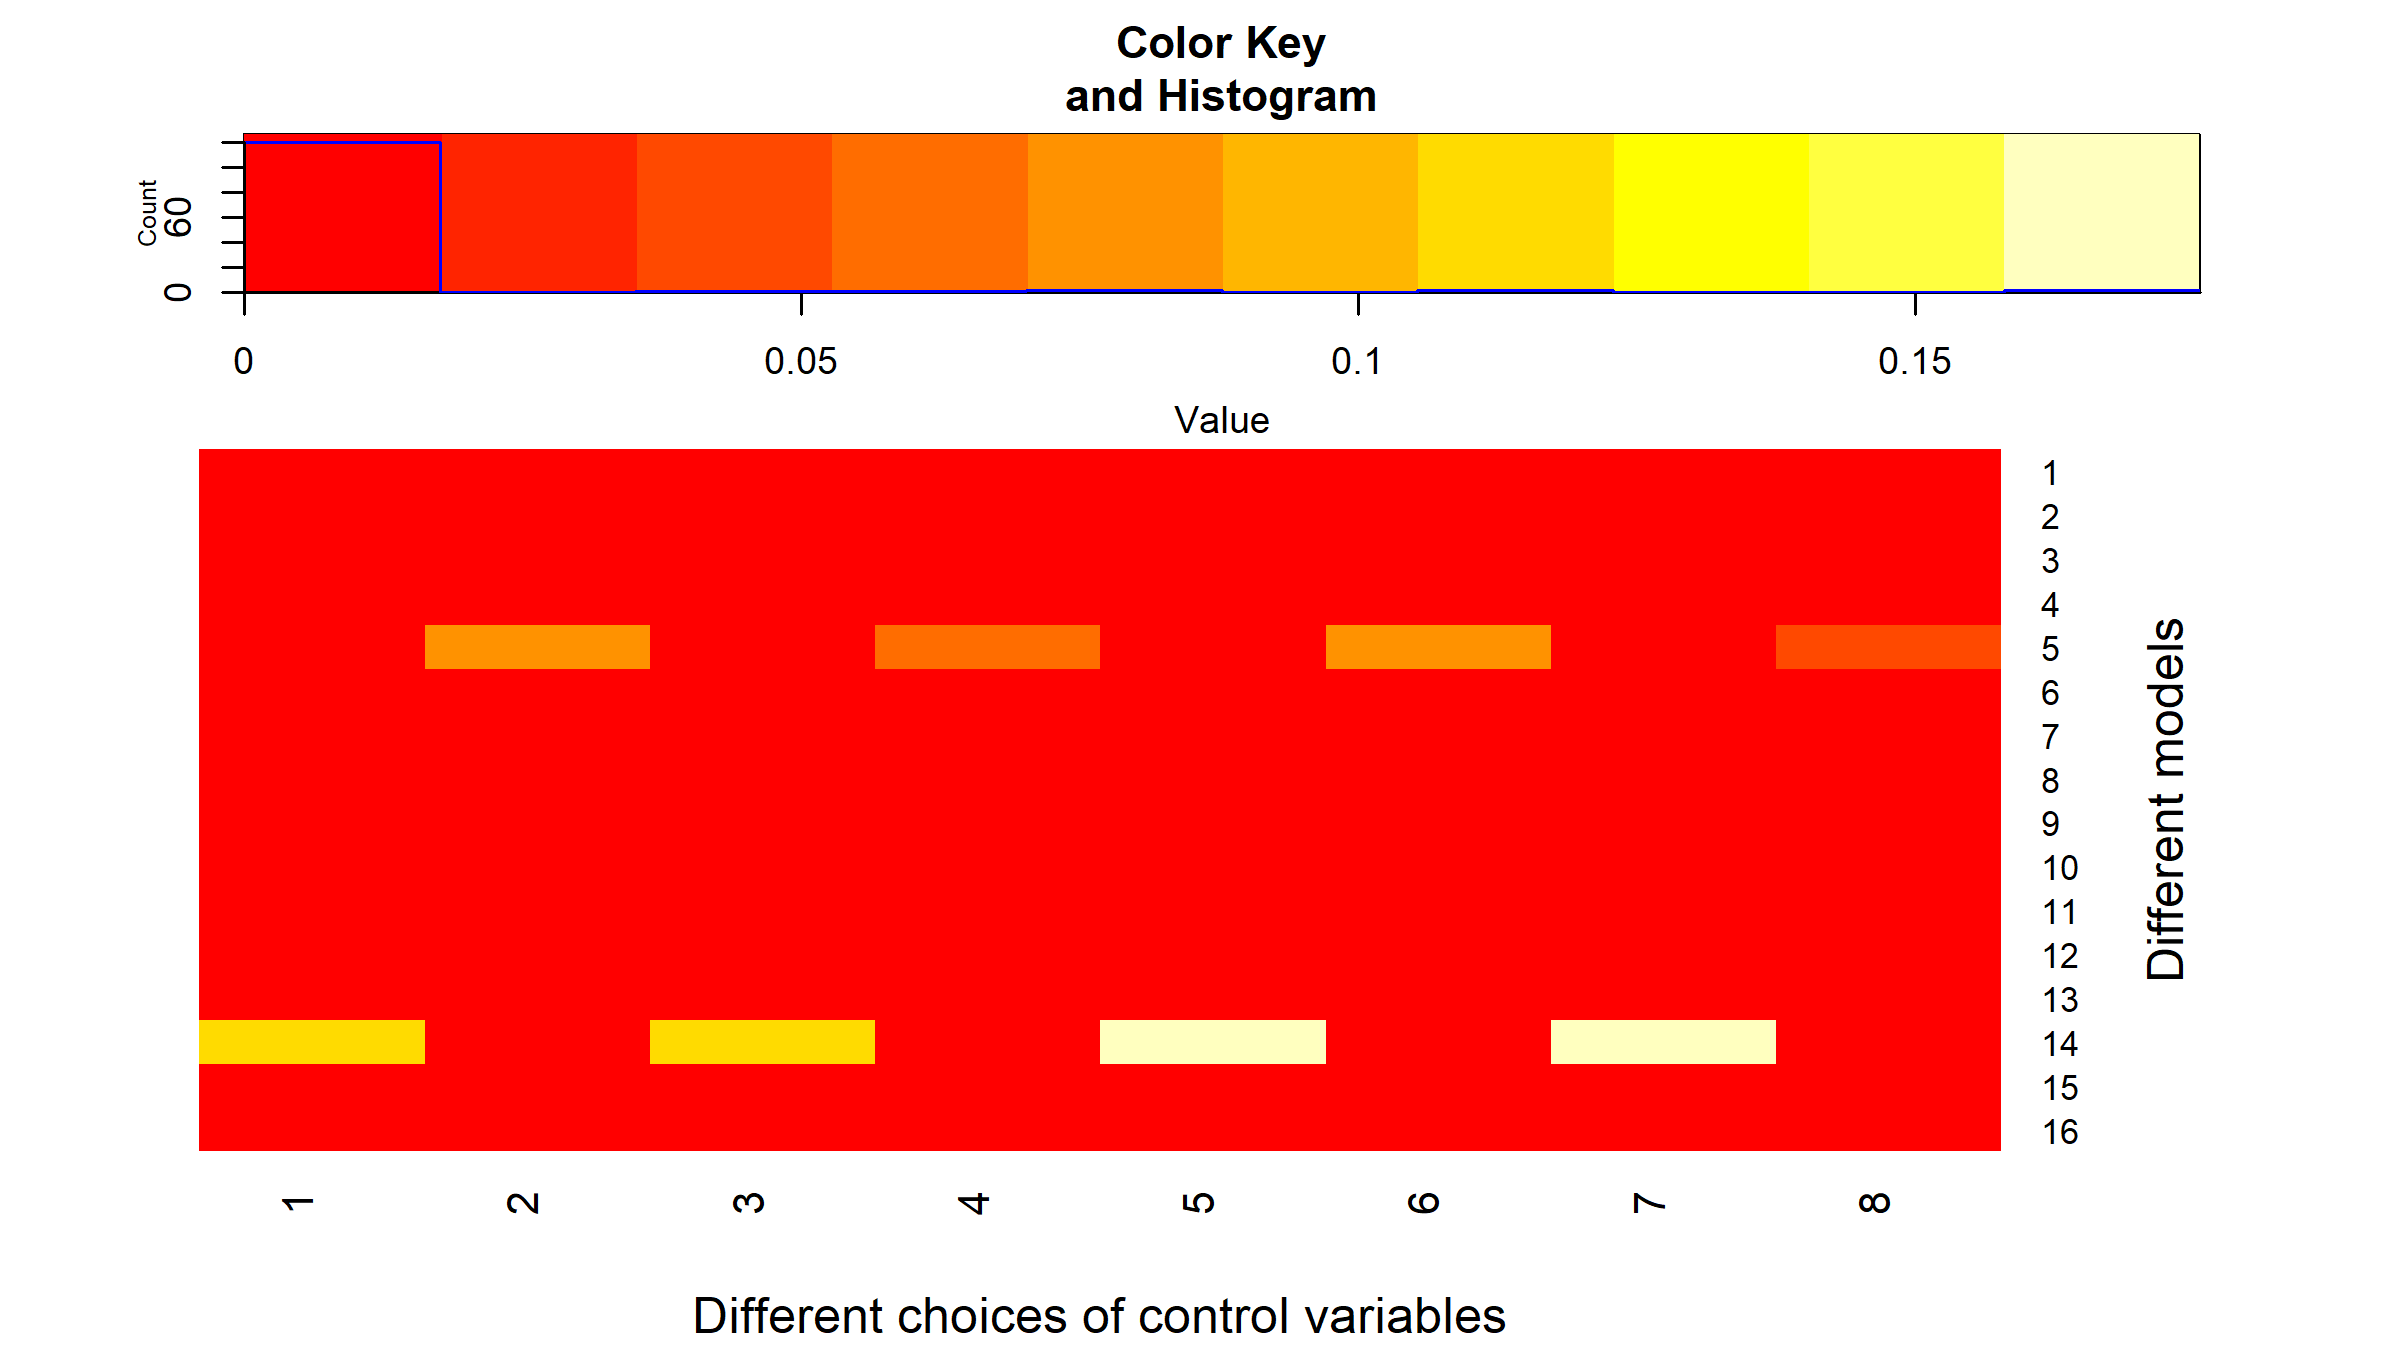 Color Key
and Histogram
Count
60
0
0 0.05 0.1 0.15
Value
1
2
3
4
5
6
7
8
9
10
11
12
13
14
15
16
Different models
1 2 3 4 5 6 7 8
Different choices of control variables